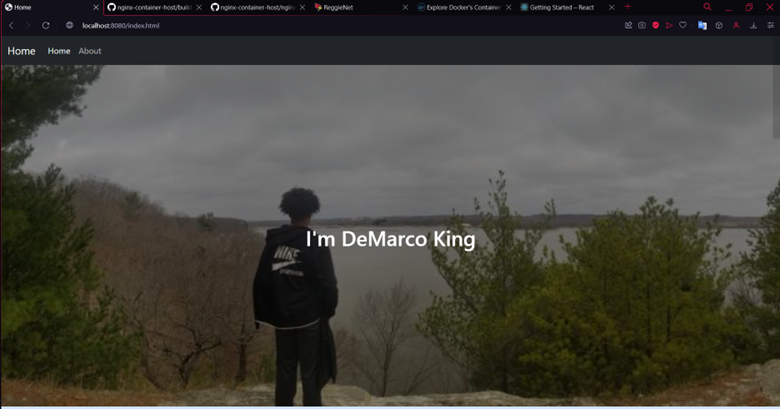 Home
nginx-container-host/build
nginx-container-host/nginx
ReggieNet
Explore Docker's Container
Getting Started – React
localhost:8080/index.html
Home Home About
I'm DeMarco King
NIKE